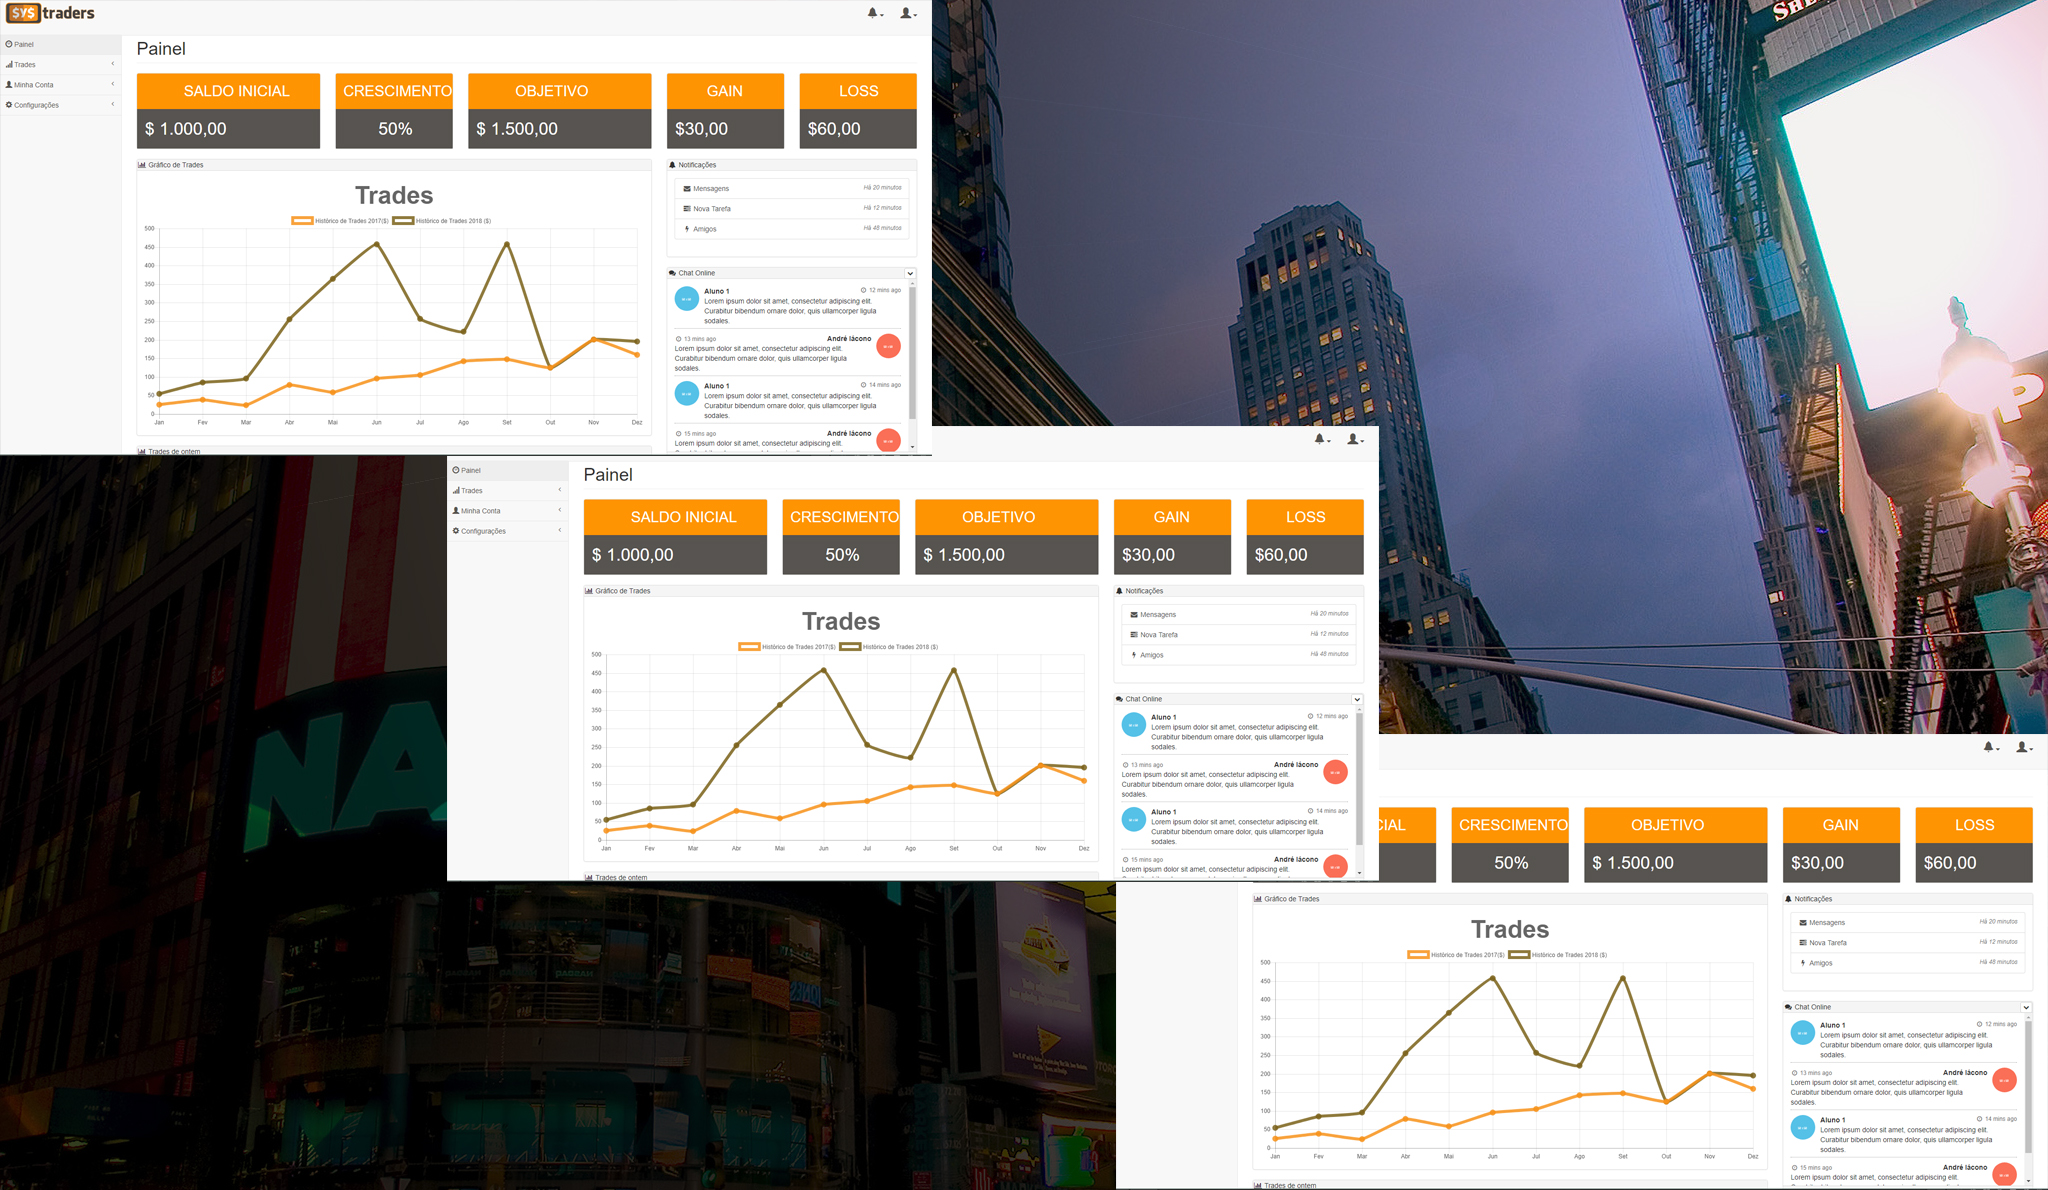 $y$traders
Painel
Trades
Minha Conta
Configurações
Painel
SALDO INICIAL
$ 1.000,00
CRESCIMENTO
50%
OBJETIVO
$ 1.500,00
GAIN
$30,00
LOSS
$60,00
Gráfico de Trades
Trades
Histórico de Trades 2017($) Histórico de Trades 2018 ($)
500
450
400
350
300
250
200
150
100
50
0
Jan Fev Mar Abr Mai Jun Jul Ago Set Out Nov Dez
Trades de ontem
Notificações
Mensagens Há 20 minutos
Nova Tarefa Há 12 minutos
Amigos Há 48 minutos
Chat Online
Aluno 1 12 mins ago
Lorem ipsum dolor sit amet, consectetur adipiscing elit.
Curabitur bibendum ornare dolor, quis ullamcorper ligula
sodales.
13 mins ago André Iácono
Lorem ipsum dolor sit amet, consectetur adipiscing elit.
Curabitur bibendum ornare dolor, quis ullamcorper ligula
sodales.
Aluno 1 14 mins ago
Lorem ipsum dolor sit amet, consectetur adipiscing elit.
Curabitur bibendum ornare dolor, quis ullamcorper ligula
sodales.
15 mins ago André Iácono
Lorem ipsum dolor sit amet, consectetur adipiscing elit.
Painel
Trades
Minha Conta
Configurações
Painel
SALDO INICIAL
$ 1.000,00
CRESCIMENTO
50%
OBJETIVO
$ 1.500,00
GAIN
$30,00
LOSS
$60,00
Gráfico de Trades
Trades
Histórico de Trades 2017($) Histórico de Trades 2018 ($)
500
450
400
350
300
250
200
150
100
50
0
Jan Fev Mar Abr Mai Jun Jul Ago Set Out Nov Dez
Trades de ontem
Notificações
Mensagens Há 20 minutos
Nova Tarefa Há 12 minutos
Amigos Há 48 minutos
Chat Online
Aluno 1 12 mins ago
Lorem ipsum dolor sit amet, consectetur adipiscing elit.
Curabitur bibendum ornare dolor, quis ullamcorper ligula
sodales.
13 mins ago André Iácono
Lorem ipsum dolor sit amet, consectetur adipiscing elit.
Curabitur bibendum ornare dolor, quis ullamcorper ligula
sodales.
Aluno 1 14 mins ago
Lorem ipsum dolor sit amet, consectetur adipiscing elit.
Curabitur bibendum ornare dolor, quis ullamcorper ligula
sodales.
15 mins ago André Iácono
Lorem ipsum dolor sit amet, consectetur adipiscing elit.
CIAL
CRESCIMENTO
50%
OBJETIVO
$ 1.500,00
GAIN
$30,00
LOSS
$60,00
Gráfico de Trades
Trades
Histórico de Trades 2017($) Histórico de Trades 2018 ($)
500
450
400
350
300
250
200
150
100
50
0
Jan Fev Mar Abr Mai Jun Jul Ago Set Out Nov Dez
Trades de ontem
Notificações
Mensagens Há 20 minutos
Nova Tarefa Há 12 minutos
Amigos Há 48 minutos
Chat Online
Aluno 1 12 mins ago
Lorem ipsum dolor sit amet, consectetur adipiscing elit.
Curabitur bibendum ornare dolor, quis ullamcorper ligula
sodales.
13 mins ago André Iácono
Lorem ipsum dolor sit amet, consectetur adipiscing elit.
Curabitur bibendum ornare dolor, quis ullamcorper ligula
sodales.
Aluno 1 14 mins ago
Lorem ipsum dolor sit amet, consectetur adipiscing elit.
Curabitur bibendum ornare dolor, quis ullamcorper ligula
sodales.
15 mins ago André Iácono
Lorem ipsum dolor sit amet, consectetur adipiscing elit.
NA
P